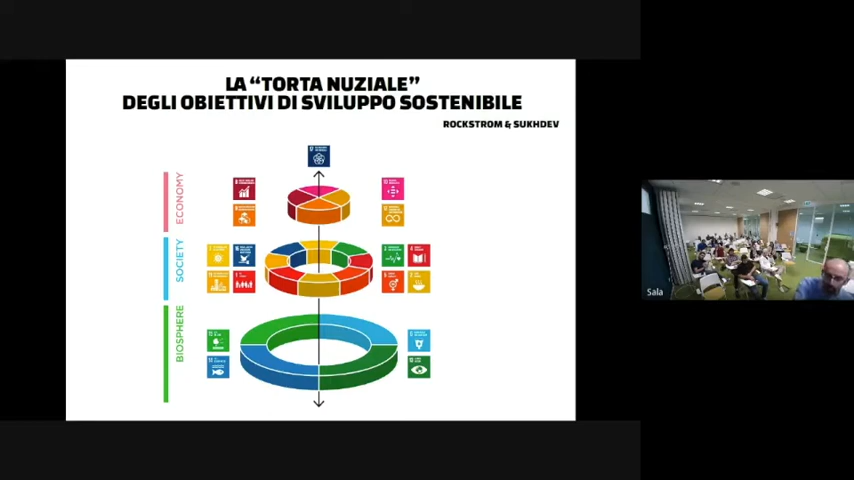 LA “TORTA NUZIALE”
DEGLI OBIETTIVI DI SVILUPPO SOSTENIBILE
ROCKSTROM & SUKHDEV
ECONOMY
SOCIETY
BIOSPHERE
Sala